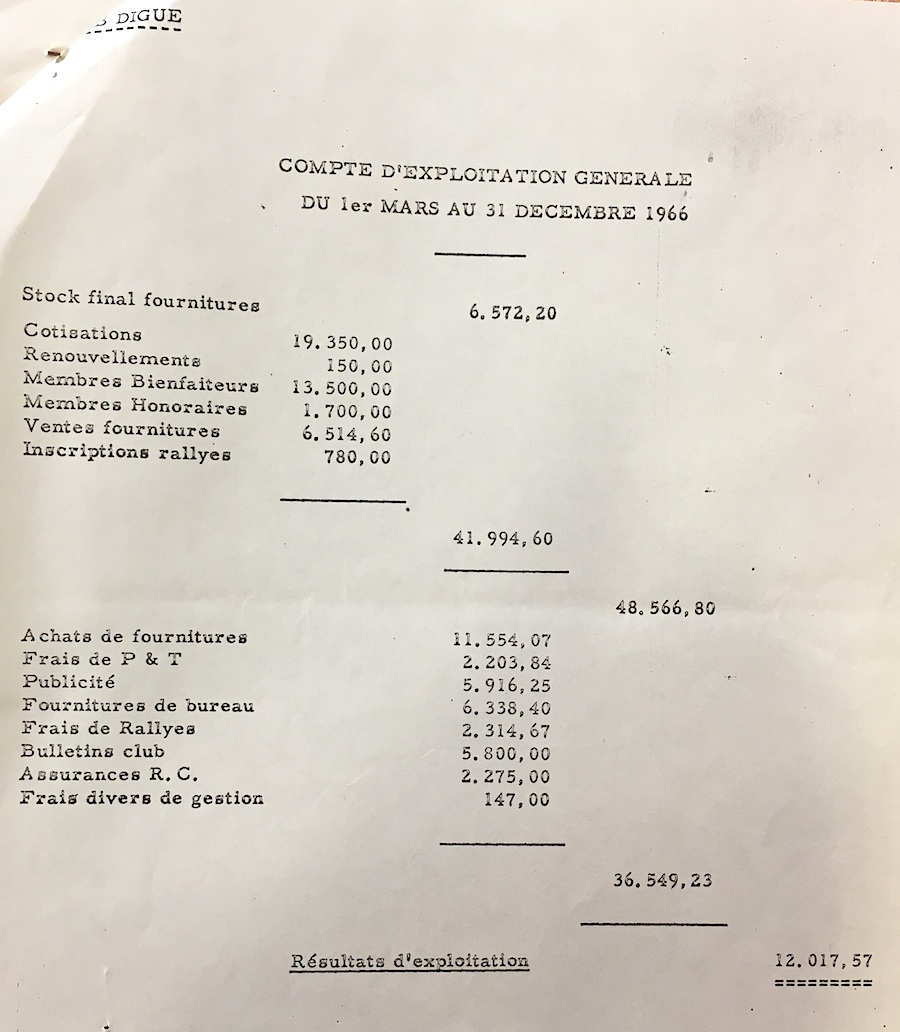 DIGUE
COMPTE D'EXPLOITATION GENERALE
DU 1er MARS AU 31 DECEMBRE 1966
Stock final fournitures 6.572,20
Cotisations 19.350,00
Renouvellements 150,00
Membres Bienfaiteurs 13.500,00
Membres Honoraires 1.700,00
Ventes fournitures 6.514,60
Inscriptions rallyes 780,00
41.994,60
48.566,80
Achats de fournitures 11.554,07
Frais de P & T 2.203,84
Publicité 5.916,25
Fournitures de bureau 6.338,40
Frais de Rallyes 2.314,67
Bulletins club 5.800,00
Assurances R.C. 2.275,00
Frais divers de gestion 147,00
36.549,23
Résultats d'exploitation 12.017,57